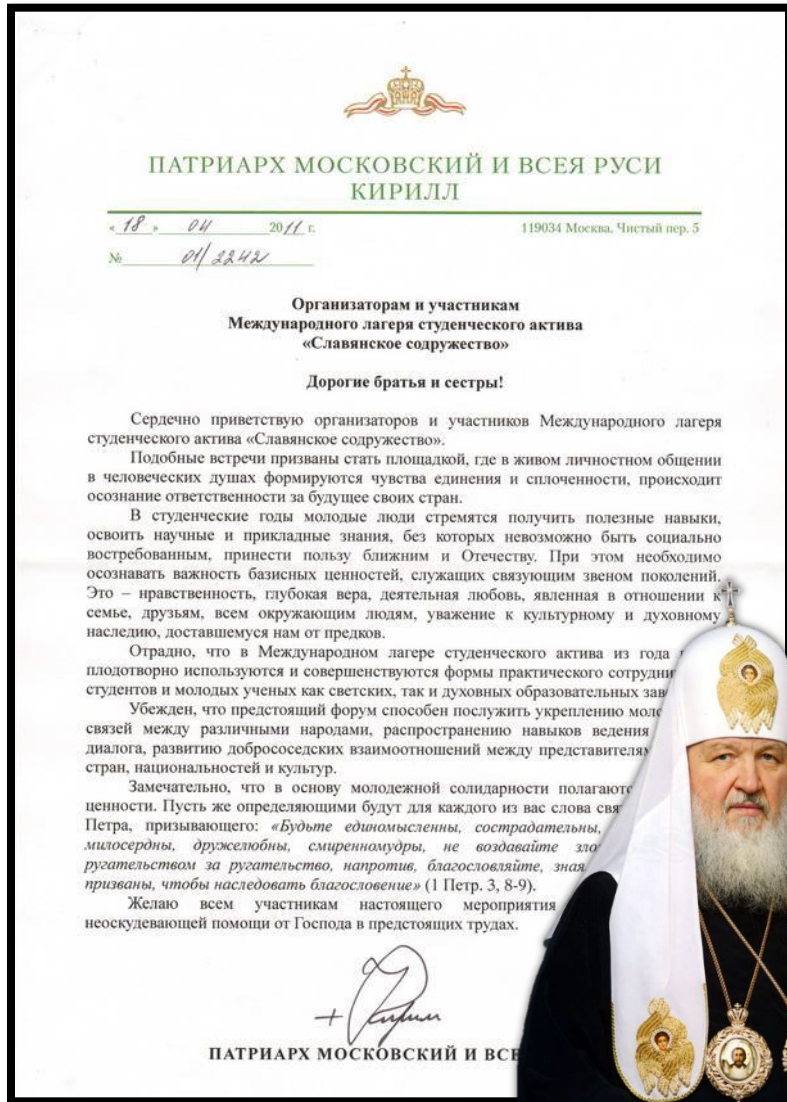 ПАТРИАРХ МОСКОВСКИЙ И ВСЕЯ РУСИ
КИРИЛЛ
« 18 » 04 2011 г.
119034 Москва, Чистый пер. 5
№ 01/2242
Организаторам и участникам
Международного лагеря студенческого актива
«Славянское содружество»
Дорогие братья и сестры!
Сердечно приветствую организаторов и участников Международного лагеря
студенческого актива «Славянское содружество».
Подобные встречи призваны стать площадкой, где в живом личностном общении
в человеческих душах формируются чувства единения и сплоченности, происходит
осознание ответственности за будущее своих стран.
В студенческие годы молодые люди стремятся получить полезные навыки,
освоить научные и прикладные знания, без которых невозможно быть социально
востребованным, принести пользу ближним и Отечеству. При этом необходимо
осознавать важность базисных ценностей, служащих связующим звеном поколений.
Это – нравственность, глубокая вера, деятельная любовь, явленная в отношении к
семье, друзьям, всем окружающим людям, уважение к культурному и духовному
наследию, доставшемуся нам от предков.
Отрадно, что в Международном лагере студенческого актива из года
плодотворно используются и совершенствуются формы практического
студентов и молодых ученых как светских, так и духовных образовательных
Убежден, что предстоящий форум способен послужить укреплению
связей между различными народами, распространению навыков ведения
диалога, развитию добрососедских взаимоотношений между
стран, национальностей и культур.
Замечательно, что в основу молодежной солидарности
ценности. Пусть же определяющими будут для каждого из вас слова
Петра, призывающего: «Будьте единомысленны, сострадательны,
милосердны, дружелюбны, смиренномудры, не воздавайте
ругательством за ругательство, напротив, благословляйте, зная,
призваны, чтобы наследовать благословение» (1 Петр. 3, 8-9).
Желаю всем участникам настоящего мероприятия
неоскудевающей помощи от Господа в предстоящих трудах.
+ Кирилл
ПАТРИАРХ МОСКОВСКИЙ И